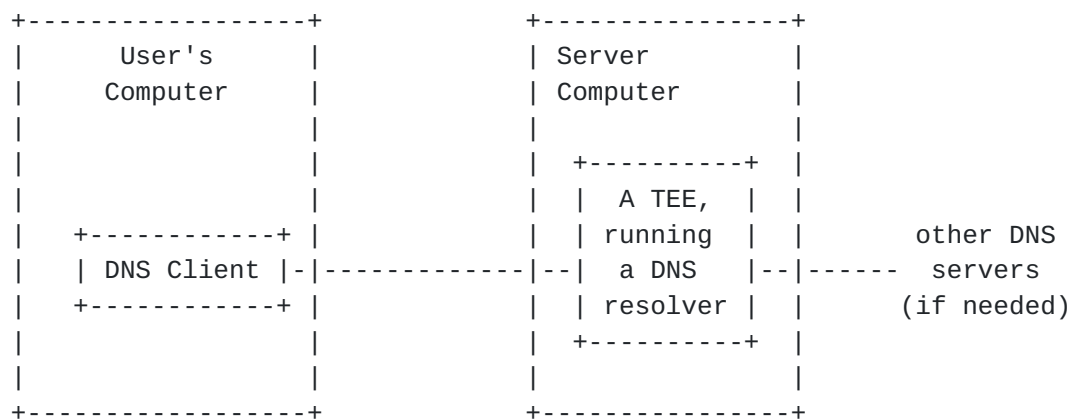 User's
Computer
DNS Client
Server
Computer
A TEE,
running
a DNS
resolver
other DNS
servers
(if needed)